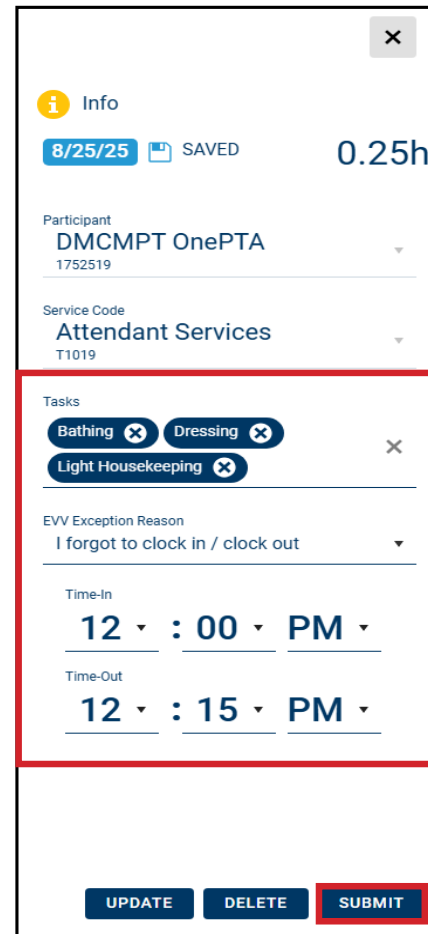 Info
8/25/25 SAVED 0.25h
Participant
DMCMPT OnePTA
1752519
Service Code
Attendant Services
T1019
Tasks
Bathing Dressing
Light Housekeeping
EVV Exception Reason
I forgot to clock in / clock out
Time-In
12 : 00 PM
Time-Out
12 : 15 PM
UPDATE DELETE SUBMIT